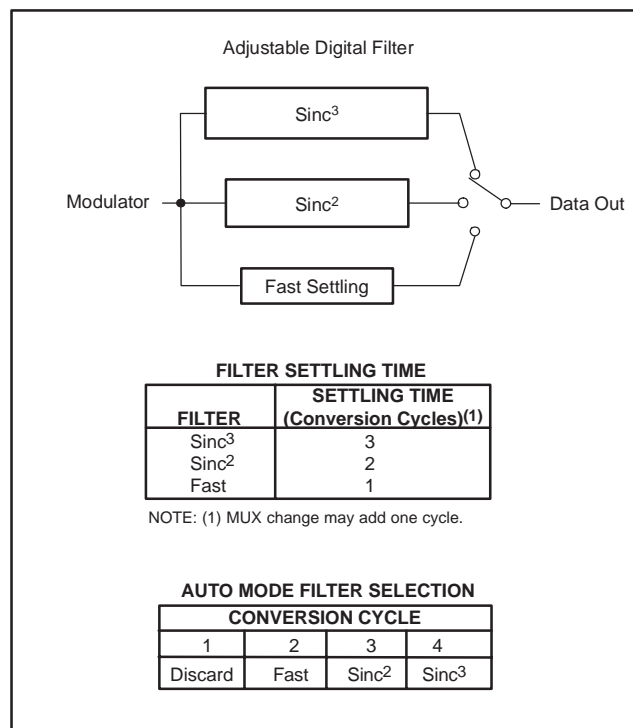 Adjustable Digital Filter
Sinc³
Modulator
Sinc²
Data Out
Fast Settling
FILTER SETTLING TIME
FILTER SETTLING TIME (Conversion Cycles)(1)
Sinc³ 3
Sinc² 2
Fast 1
NOTE: (1) MUX change may add one cycle.
AUTO MODE FILTER SELECTION
CONVERSION CYCLE
1 2 3 4
Discard Fast Sinc² Sinc³